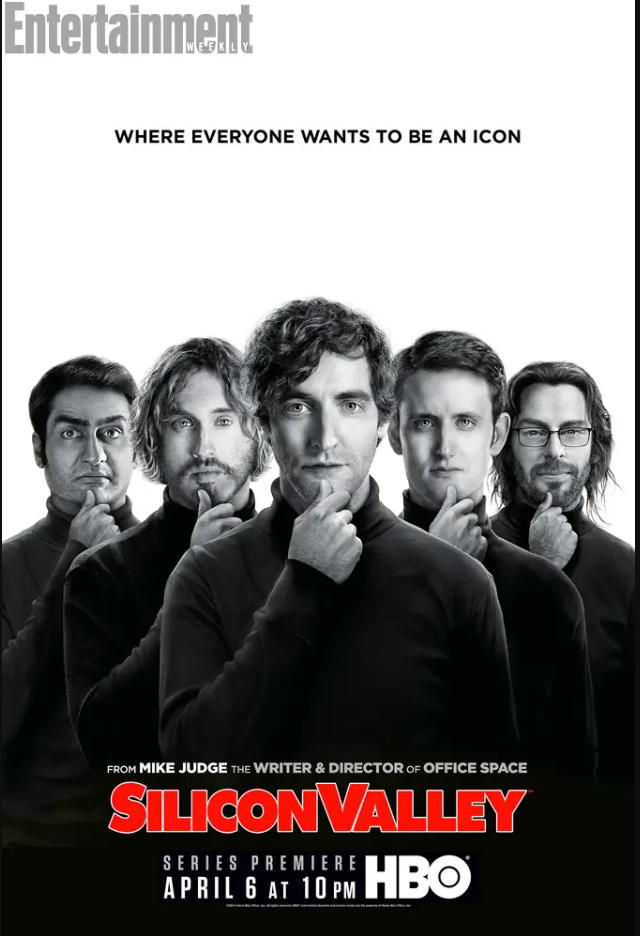 Entertainment
WEEKLY
WHERE EVERYONE WANTS TO BE AN ICON
FROM MIKE JUDGE THE WRITER & DIRECTOR OF OFFICE SPACE
SILICON VALLEY™
SERIES PREMIERE
APRIL 6 AT 10PM HBO®